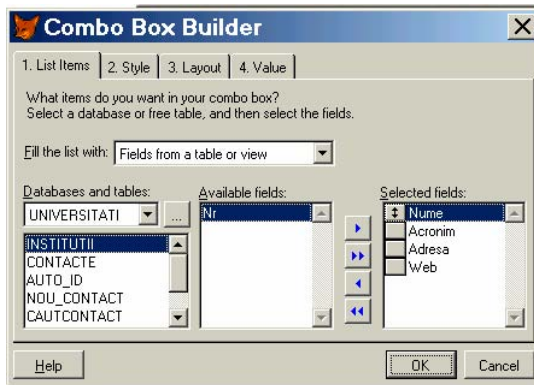 Combo Box Builder
1. List Items 2. Style 3. Layout 4. Value
What items do you want in your combo box?
Select a database or free table, and then select the fields.
Fill the list with: Fields from a table or view
Databases and tables: Available fields: Selected fields:
UNIVERSITATI ... Nr Nume
INSTITUTII Acronim
CONTACTE Adresa
AUTO_ID Web
NOU_CONTACT
CAUTCONTACT
Help OK Cancel